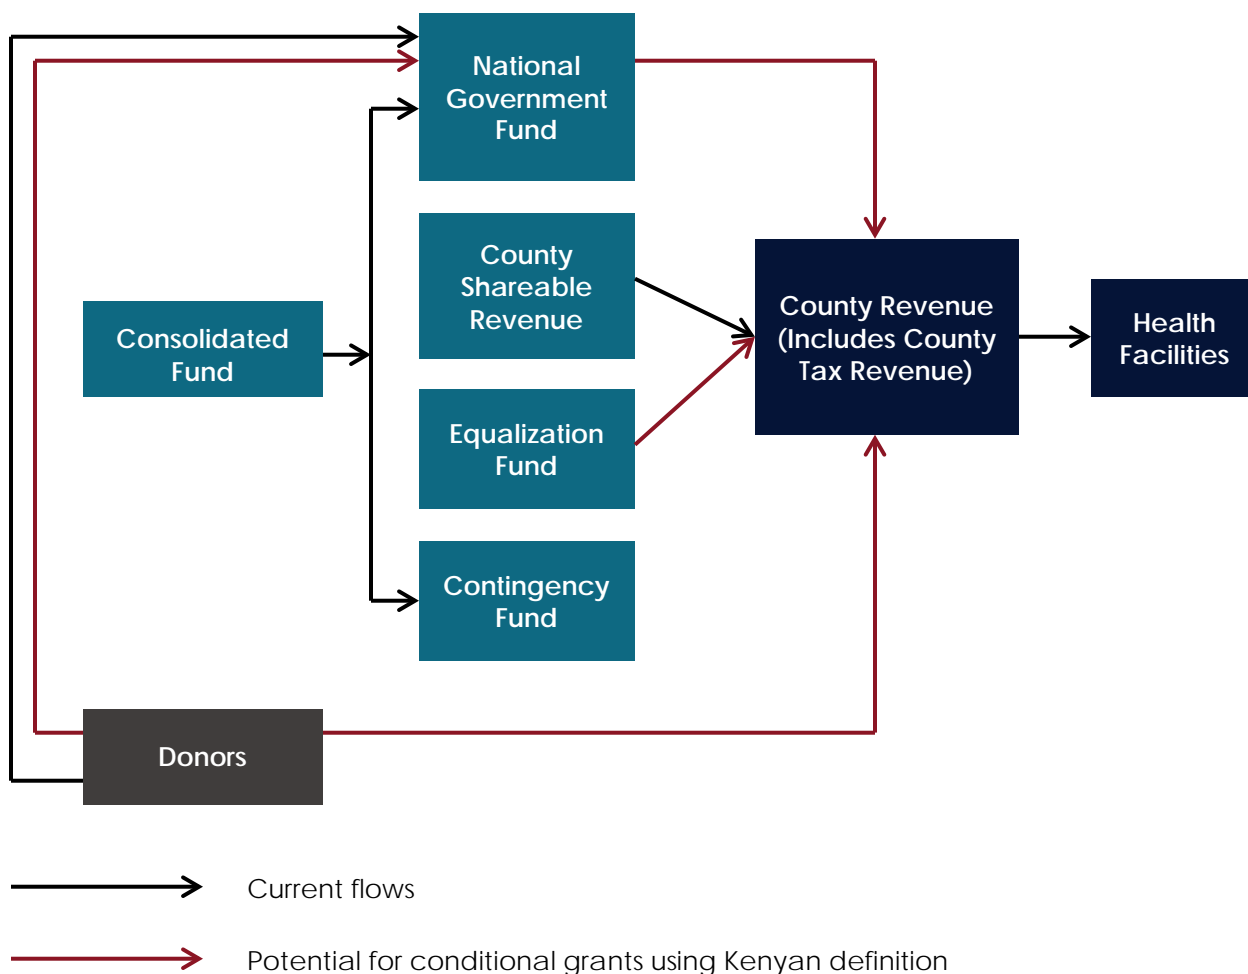 National
Government
Fund
County
Shareable
Revenue
Consolidated
Fund
Equalization
Fund
Contingency
Fund
County Revenue
(Includes County
Tax Revenue)
Health
Facilities
Donors
Current flows
Potential for conditional grants using Kenyan definition